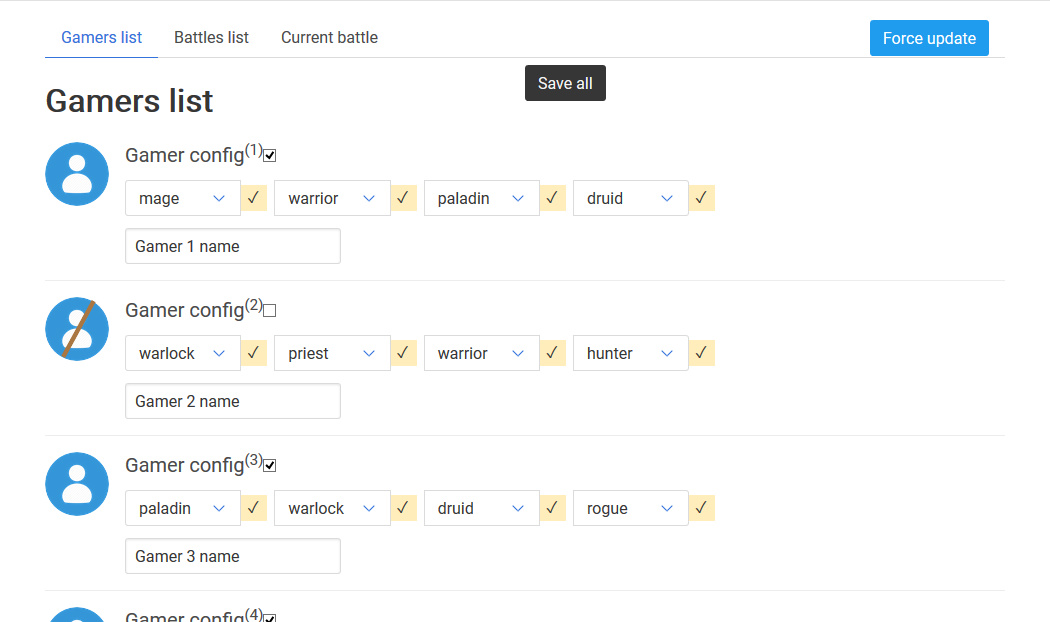 Gamers list Battles list Current battle Force update
Save all
Gamers list
Gamer config(1)
mage ✓ warrior ✓ paladin ✓ druid ✓
Gamer 1 name
Gamer config(2)
warlock ✓ priest ✓ warrior ✓ hunter ✓
Gamer 2 name
Gamer config(3)
paladin ✓ warlock ✓ druid ✓ rogue ✓
Gamer 3 name
Gamer config(4)